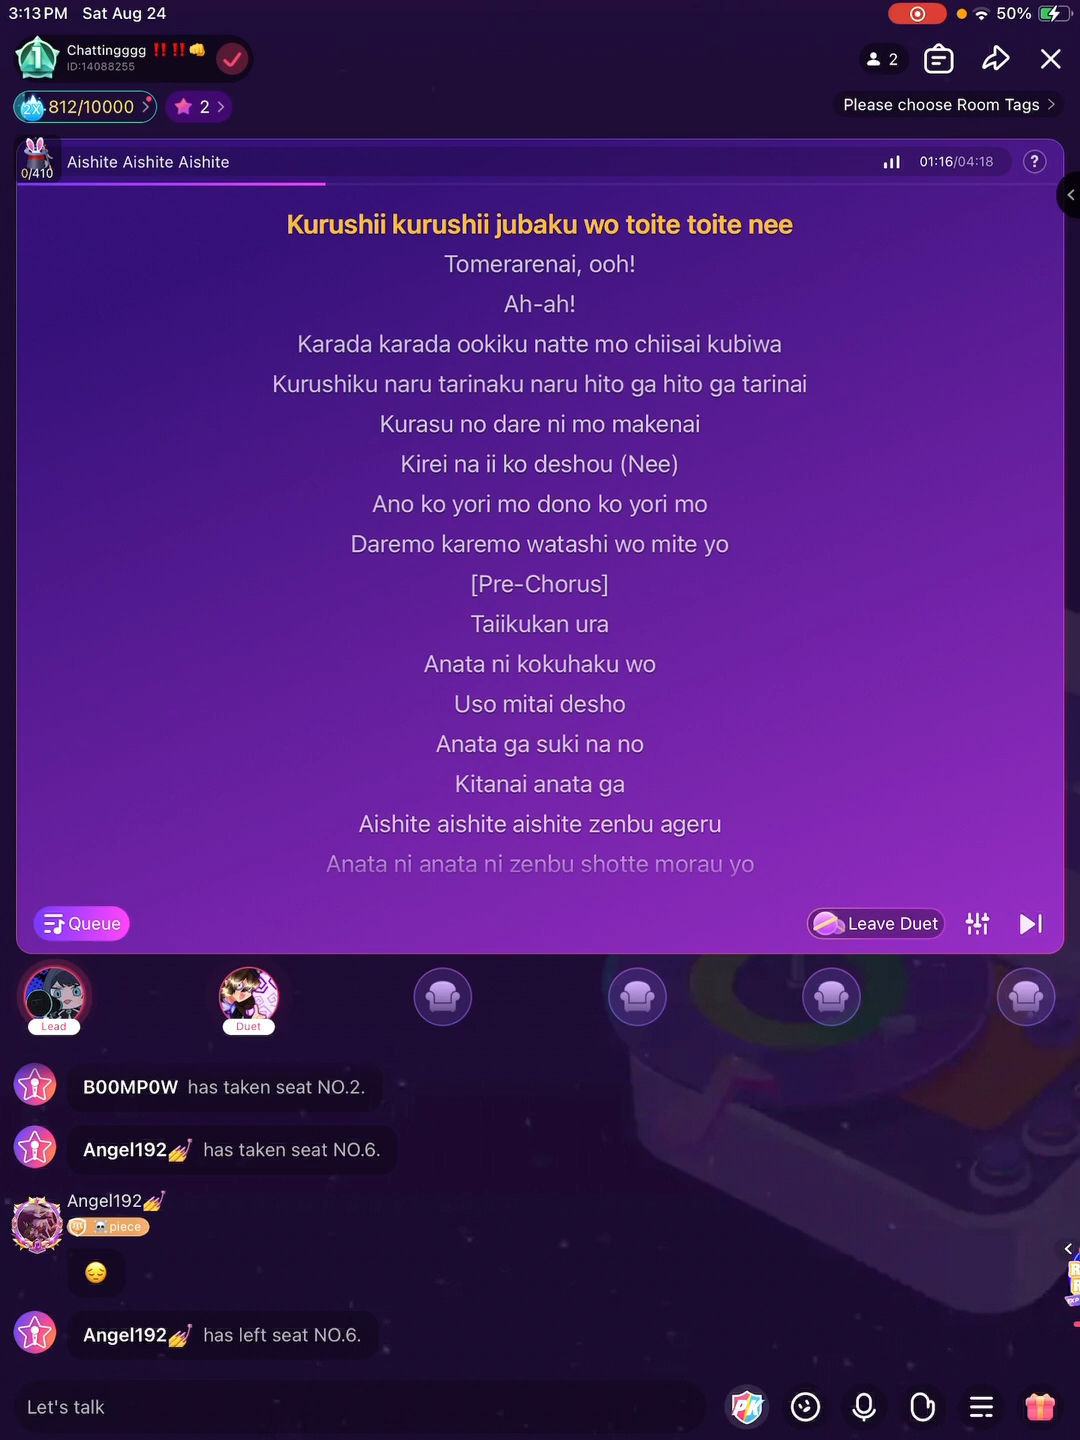 3:13 PM Sat Aug 24
50%
Chattingggg ‼️‼️👊
ID:14088255
2
2X 812/10000
2
Please choose Room Tags
0/410
Aishite Aishite Aishite
01:16/04:18
?
Kurushii kurushii jubaku wo toite toite nee
Tomerarenai, ooh!
Ah-ah!
Karada karada ookiku natte mo chiisai kubiwa
Kurushiku naru tarinaku naru hito ga hito ga tarinai
Kurasu no dare ni mo makenai
Kirei na ii ko deshou (Nee)
Ano ko yori mo dono ko yori mo
Daremo karemo watashi wo mite yo
[Pre-Chorus]
Taiikukan ura
Anata ni kokuhaku wo
Uso mitai desho
Anata ga suki na no
Kitanai anata ga
Aishite aishite aishite zenbu ageru
Anata ni anata ni zenbu shotte morau yo
Queue
Leave Duet
Lead
Duet
B00MP0W has taken seat NO.2.
Angel192💅 has taken seat NO.6.
Angel192💅
☠️piece
😔
Angel192💅 has left seat NO.6.
Let's talk
PK